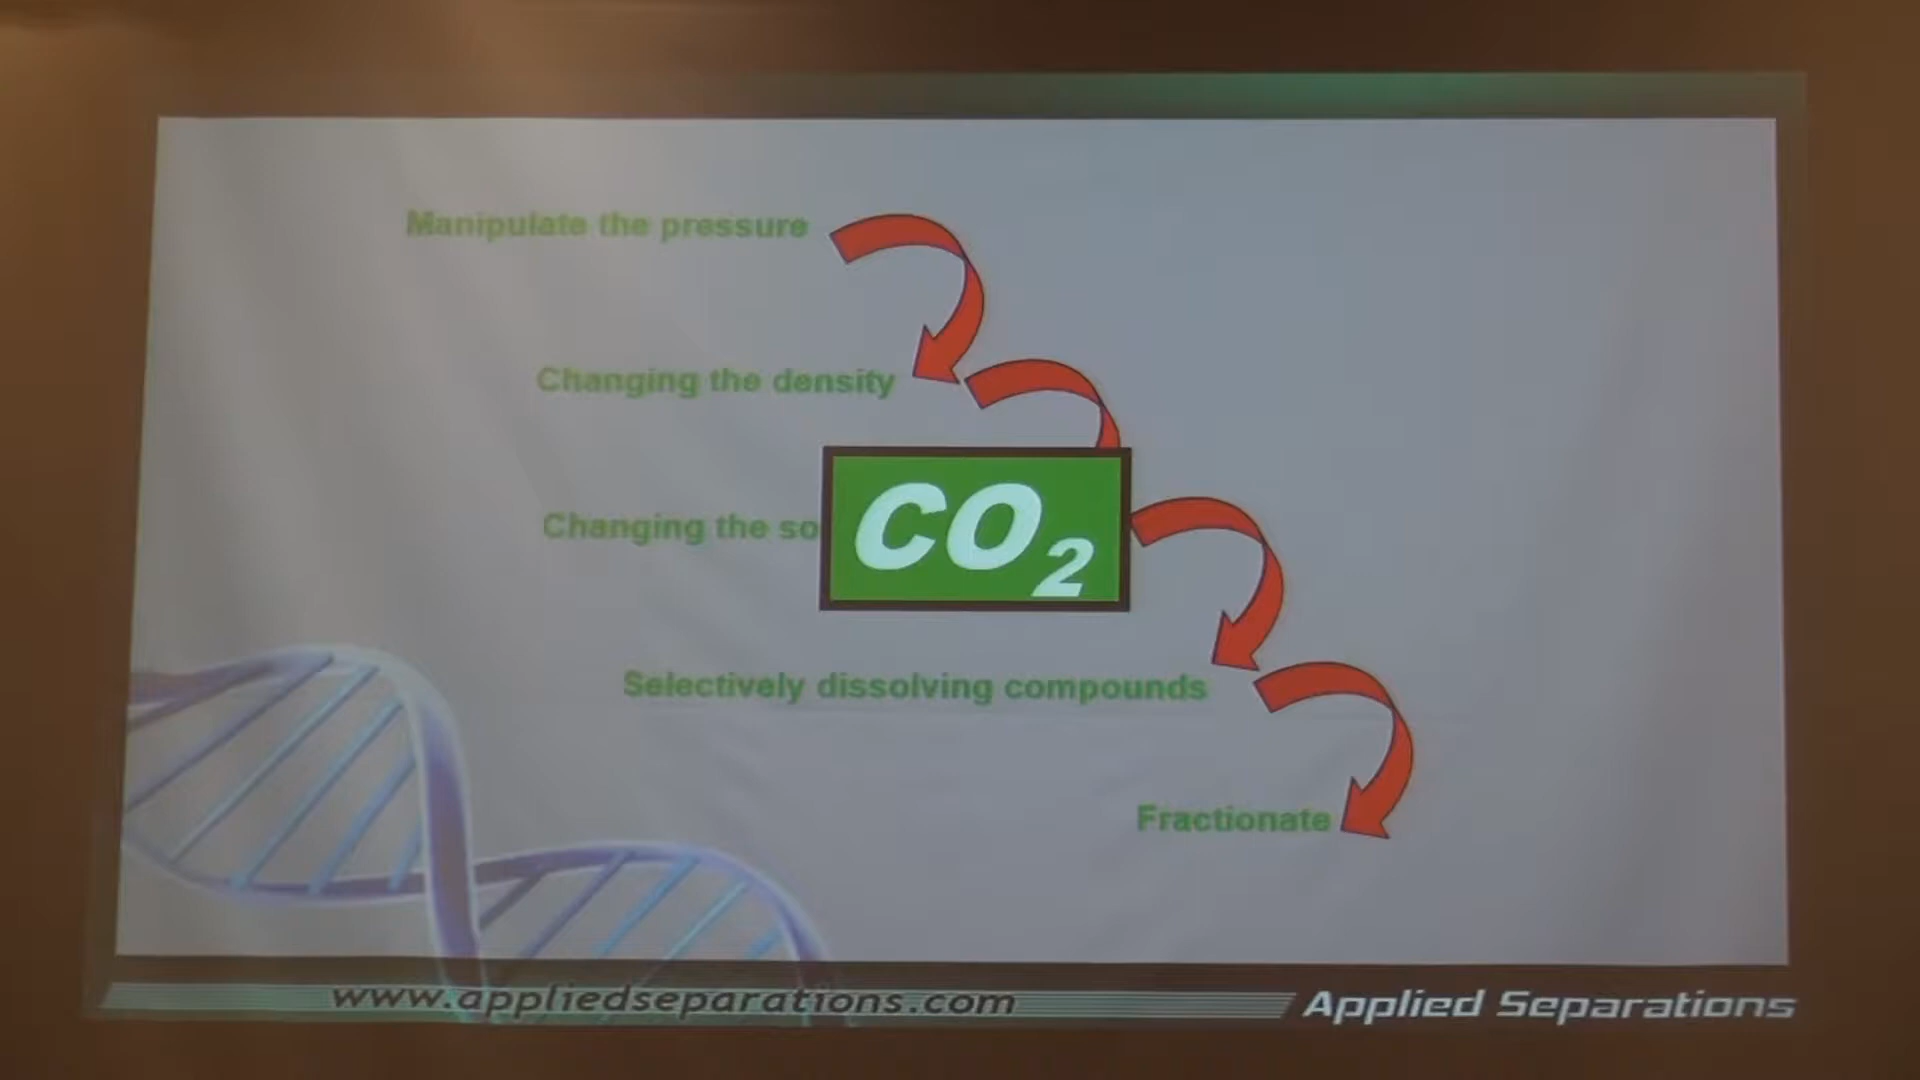 Manipulate the pressure
Changing the density
Changing the so
CO2
Selectively dissolving compounds
Fractionate
www.appliedseparations.com
Applied Separations